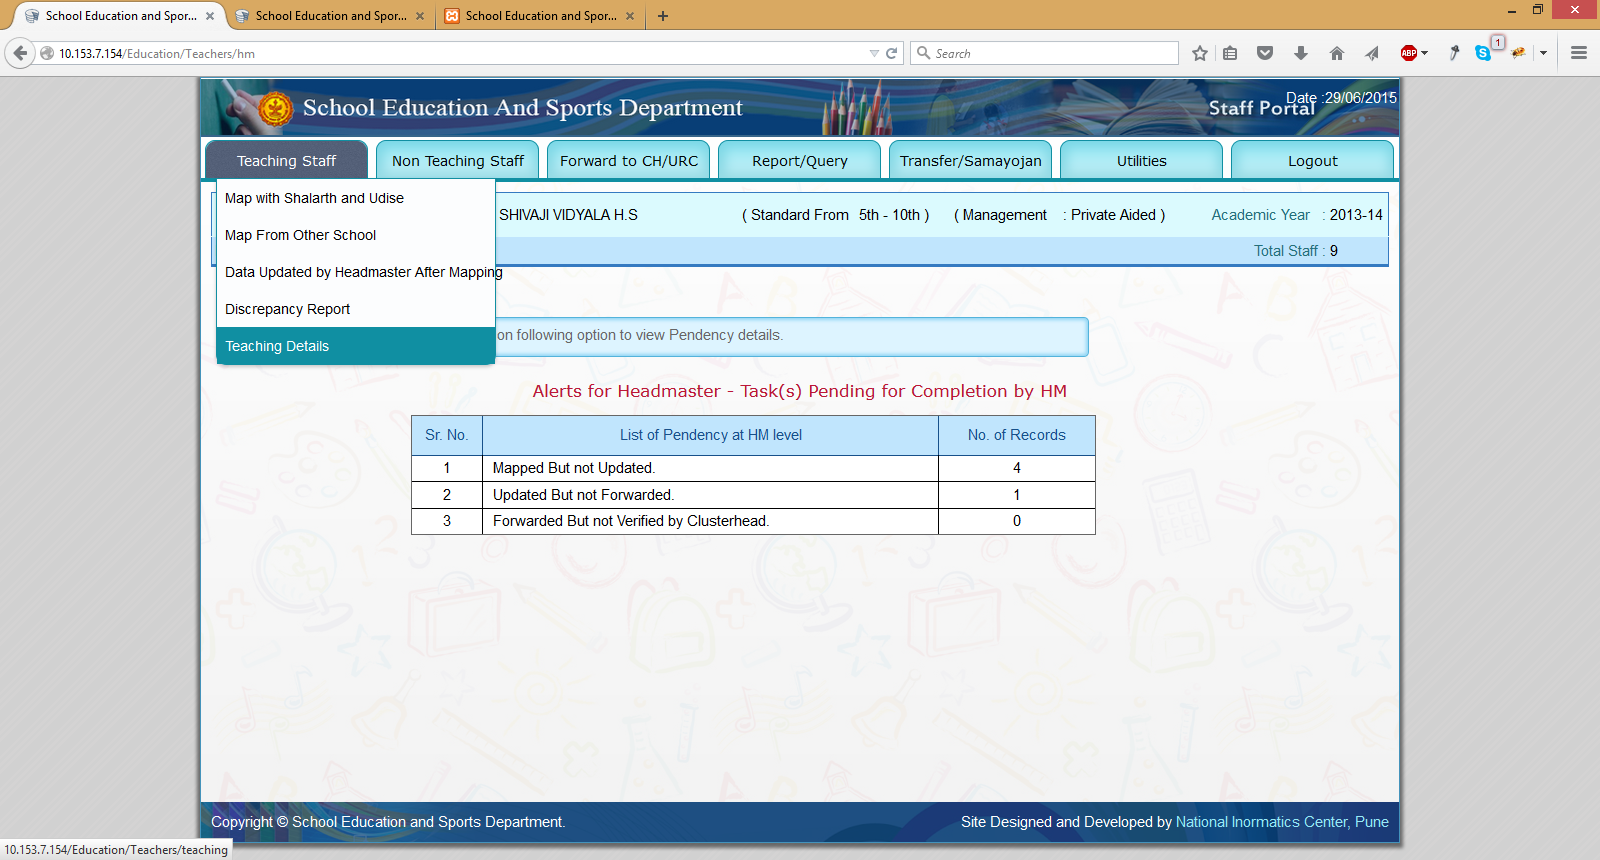 School Education and Spor...
School Education and Spor...
School Education and Spor...
10.153.7.154/Education/Teachers/hm
Search
ABP
1
School Education And Sports Department
Date :29/06/2015
Staff Portal
Teaching Staff
Non Teaching Staff
Forward to CH/URC
Report/Query
Transfer/Samayojan
Utilities
Logout
Map with Shalarth and Udise
Map From Other School
Data Updated by Headmaster After Mapping
Discrepancy Report
Teaching Details
SHIVAJI VIDYALA H.S ( Standard From 5th - 10th ) ( Management : Private Aided ) Academic Year : 2013-14
Total Staff : 9
on following option to view Pendency details.
Alerts for Headmaster - Task(s) Pending for Completion by HM
Sr. No. List of Pendency at HM level No. of Records
1 Mapped But not Updated. 4
2 Updated But not Forwarded. 1
3 Forwarded But not Verified by Clusterhead. 0
Copyright © School Education and Sports Department.
Site Designed and Developed by National Inormatics Center, Pune
10.153.7.154/Education/Teachers/teaching